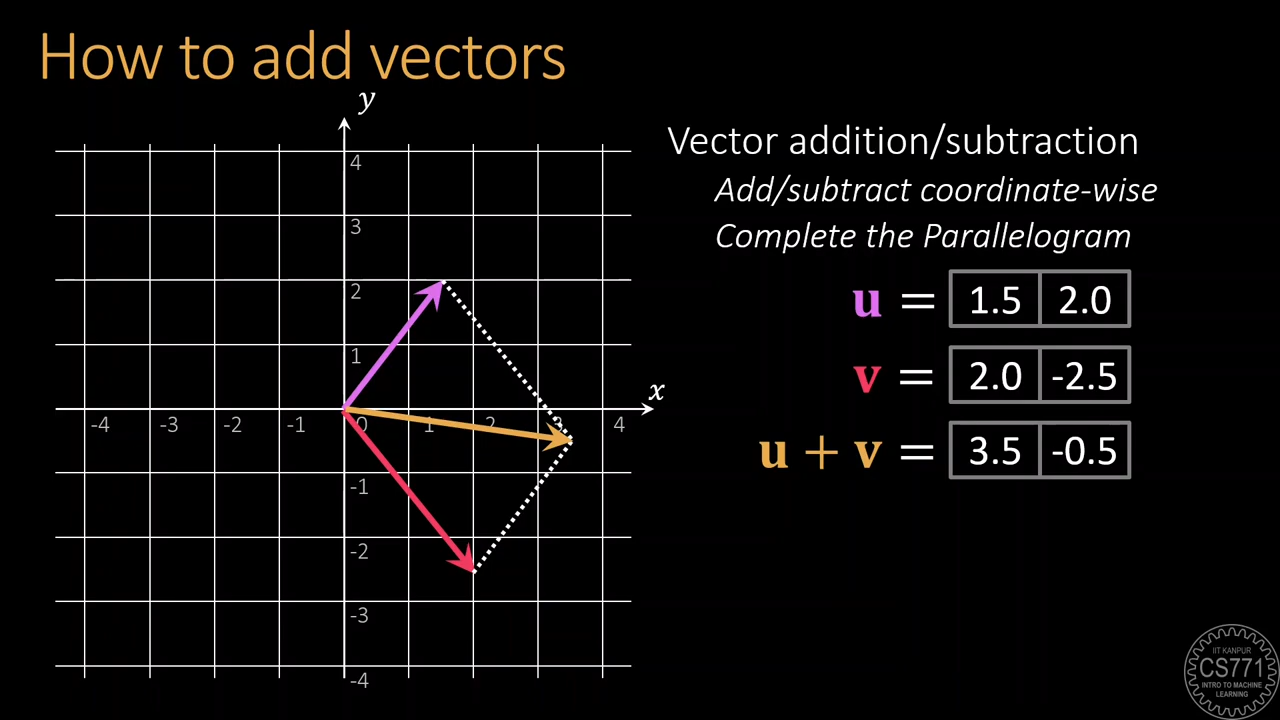 How to add vectors
y
Vector addition/subtraction
Add/subtract coordinate-wise
Complete the Parallelogram
u = 1.5 2.0
v = 2.0 -2.5
u + v = 3.5 -0.5
4
3
2
1
x
-4 -3 -2 -1 0 1 2 3 4
-1
-2
-3
-4
IIT KANPUR
CS771
INTRO TO MACHINE
LEARNING